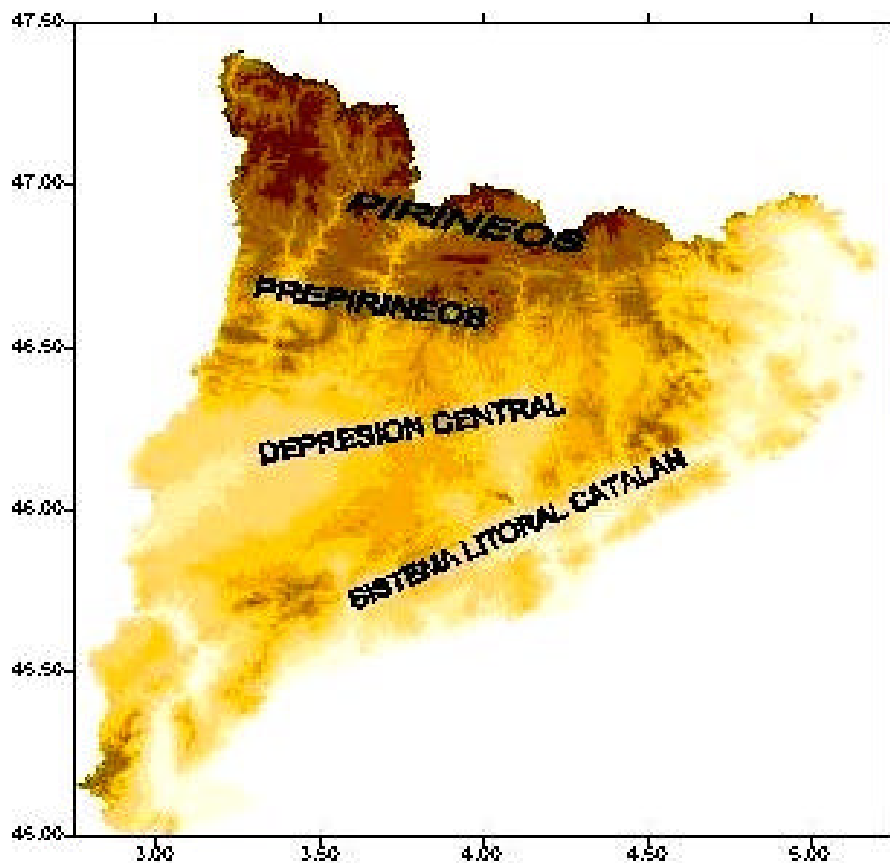 47.50
47.00
PIRINEOS
PREPIRINEOS
46.50
DEPRESION CENTRAL
46.00
SISTEMA LITORAL CATALAN
45.50
45.00
3.00 3.50 4.00 4.50 5.00